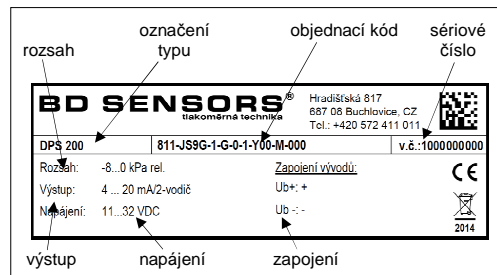 označení typu
objednací kód
sériové číslo
rozsah
BD SENSORS®
tlakoměrná technika
Hradišťská 817
687 08 Buchlovice, CZ
Tel.: +420 572 411 011
DPS 200
811-JS9G-1-G-0-1-Y00-M-000
v.č.:1000000000
Rozsah: -8...0 kPa rel.
Zapojení vývodů:
Výstup: 4 ... 20 mA/2-vodič
Ub+: +
Napájení: 11...32 VDC
Ub -: -
CE
2014
výstup
napájení
zapojení